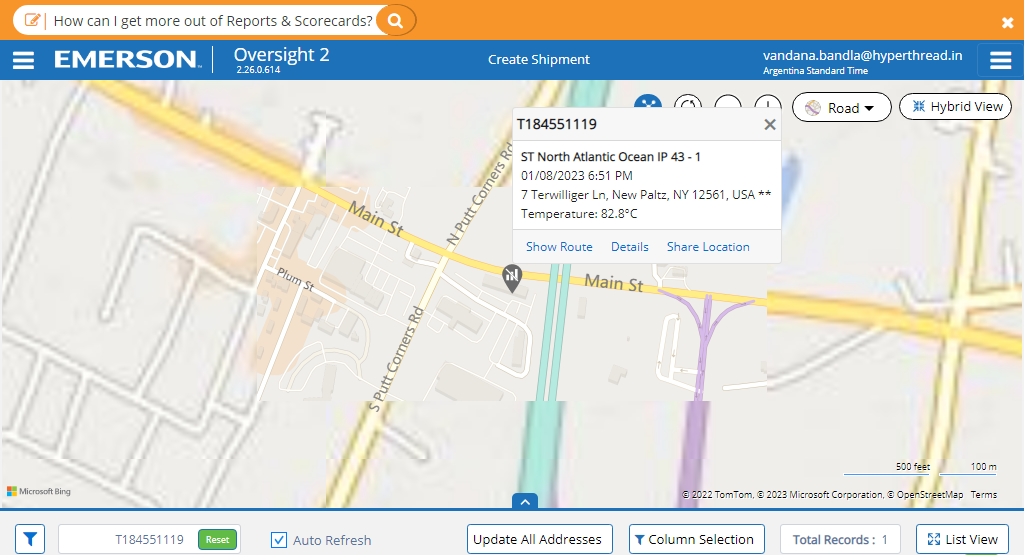 How can I get more out of Reports & Scorecards?
EMERSON
Oversight 2
2.26.0.614
Create Shipment
vandana.bandla@hyperthread.in
Argentina Standard Time
Road
Hybrid View
T184551119
ST North Atlantic Ocean IP 43 - 1
01/08/2023 6:51 PM
7 Terwilliger Ln, New Paltz, NY 12561, USA **
Temperature: 82.8°C
Show Route Details Share Location
Main St
N Putt Corners Rd
Main St
Plum St
S Putt Corners Rd
500 feet 100 m
Microsoft Bing
© 2022 TomTom, © 2023 Microsoft Corporation, © OpenStreetMap Terms
T184551119
Reset
Auto Refresh
Update All Addresses
Column Selection
Total Records : 1
List View